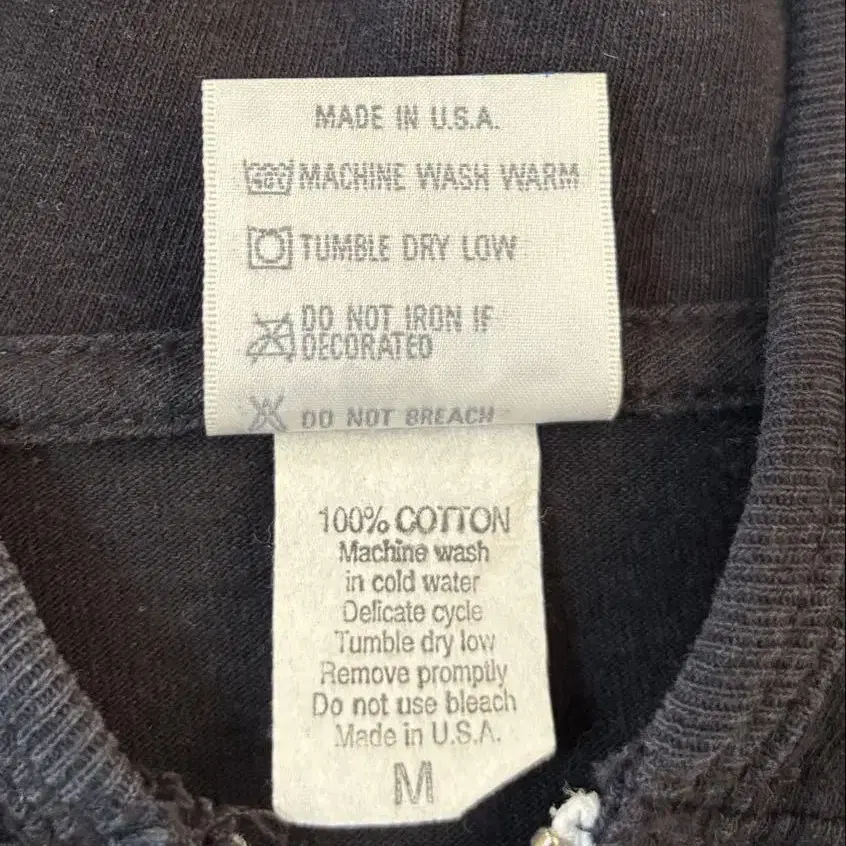 MADE IN U.S.A.
MACHINE WASH WARM
TUMBLE DRY LOW
DO NOT IRON IF
DECORATED
DO NOT BREACH
100% COTTON
Machine wash
in cold water
Delicate cycle
Tumble dry low
Remove promptly
Do not use bleach
Made in U.S.A.
M